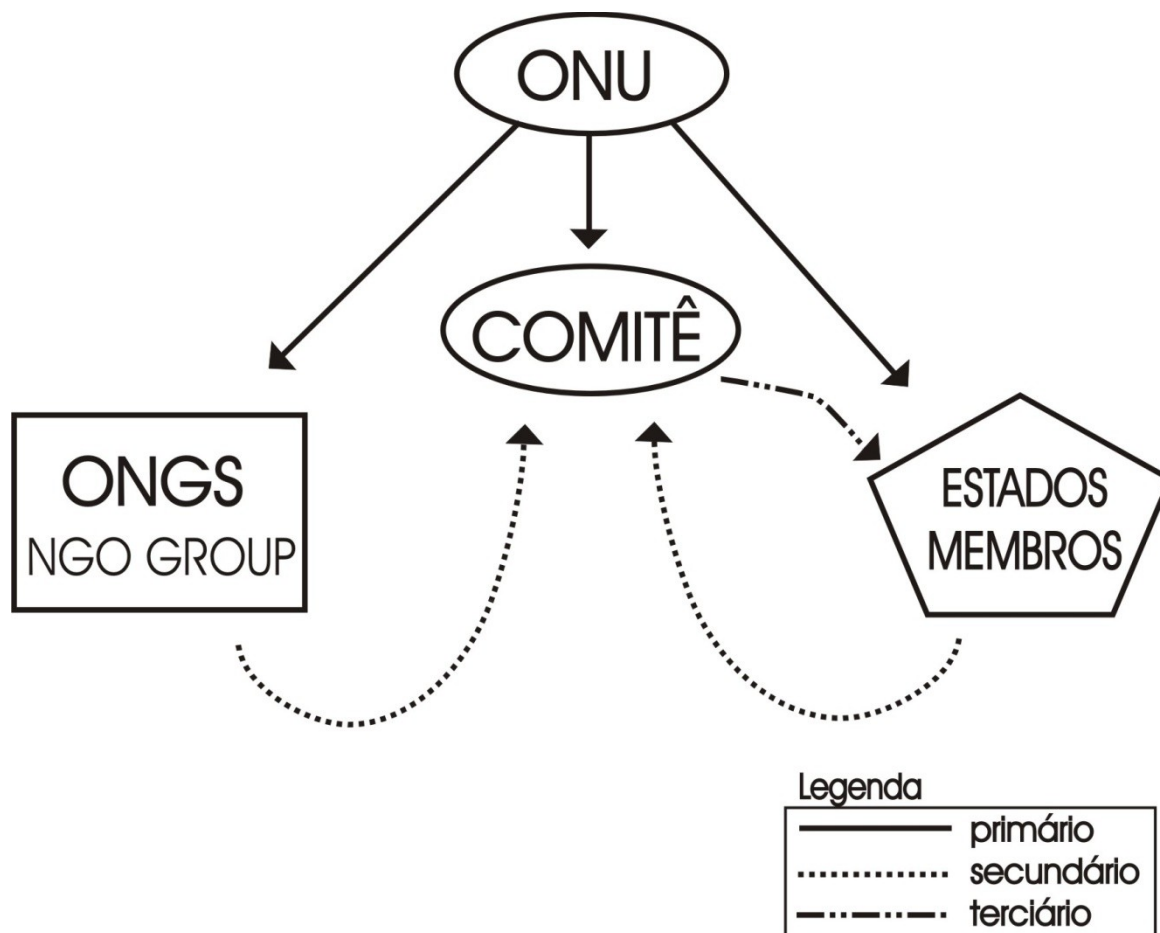 ONU
COMITÊ
ONGS
NGO GROUP
ESTADOS
MEMBROS
Legenda
primário
secundário
terciário